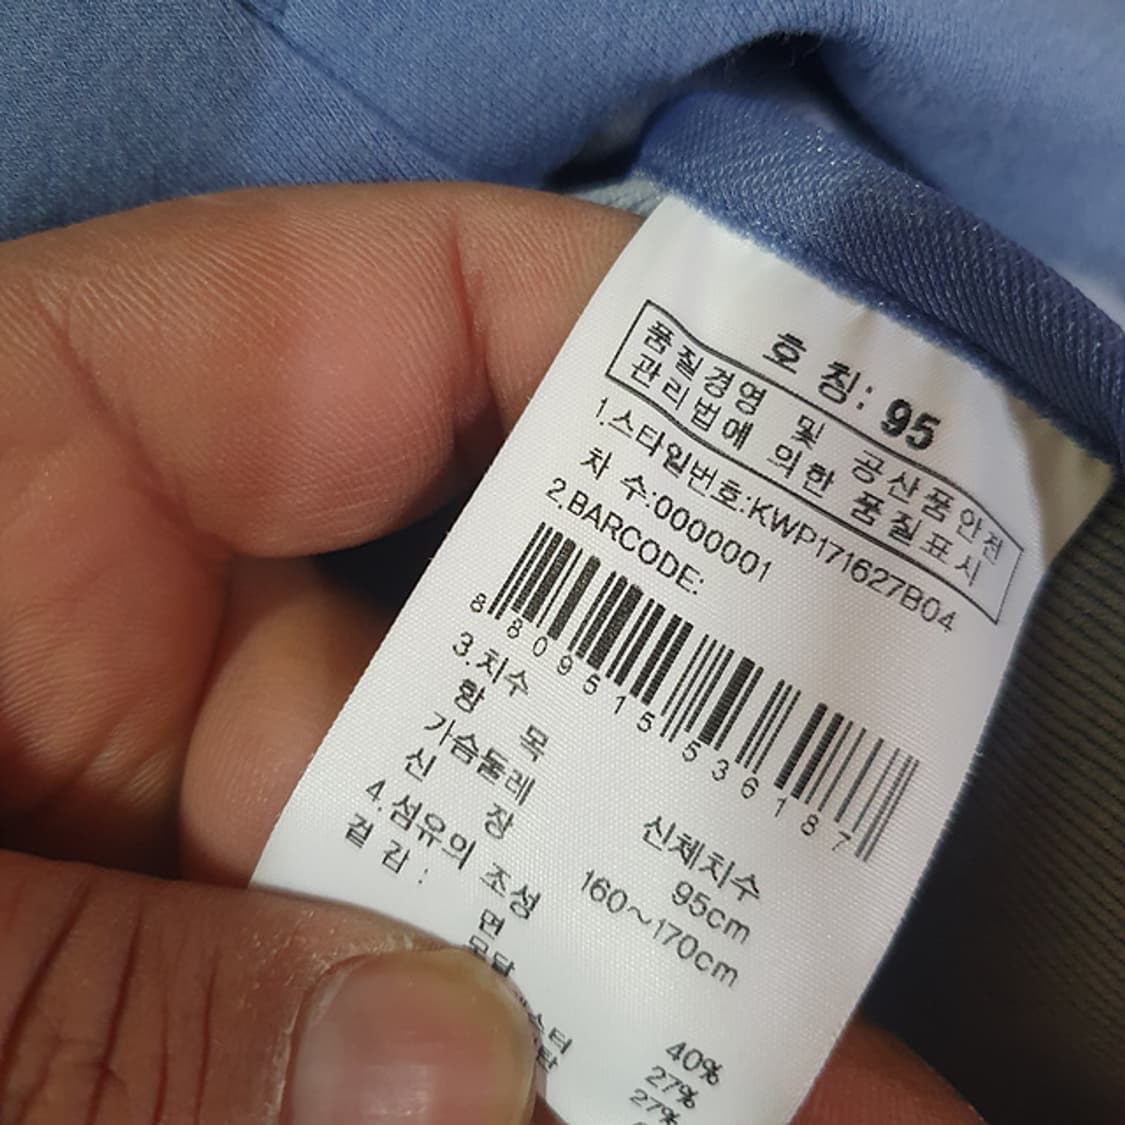 호 칭: 95
품질경영 및 공산품안전
관리법에 의한 품질표시
1.스타일번호:KWP171627B04
차 수:0000001
2.BARCODE:
8809515536187
3.치수
항 목 신체치수
가슴둘레 95cm
신 장 160~170cm
4.섬유의 조성
겉 감 :
면 40%
모달 27%
27%